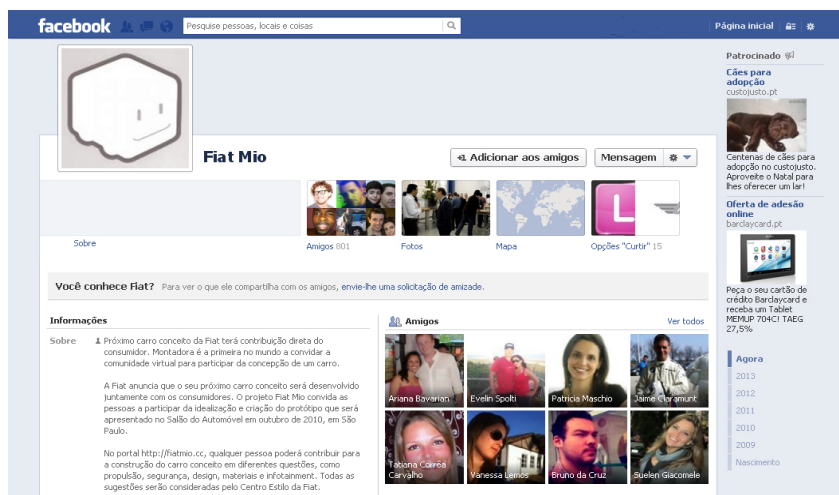 facebook
Pesquise pessoas, locais e coisas
Página inicial
Fiat Mio
+1 Adicionar aos amigos
Mensagem
Sobre
Amigos 801
Fotos
Mapa
Opções "Curtir" 15
Você conhece Fiat? Para ver o que ele compartilha com os amigos, envie-lhe uma solicitação de amizade.
Informações
Sobre
Próximo carro conceito da Fiat terá contribuição direta do
consumidor. Montadora é a primeira no mundo a convidar a
comunidade virtual para participar da concepção de um carro.
A Fiat anuncia que o seu próximo carro conceito será desenvolvido
juntamente com os consumidores. O projeto Fiat Mio convida as
pessoas a participar da idealização e criação do protótipo que será
apresentado no Salão do Automóvel em outubro de 2010, em São
Paulo.
No portal http://fiatmio.cc, qualquer pessoa poderá contribuir para
a construção do carro conceito em diferentes questões, como
propulsão, segurança, design, materiais e infotainment. Todas as
sugestões serão consideradas pelo Centro Estilo da Fiat.
Amigos
Ver todos
Ariana Bavarian
Evelin Spolti
Patricia Maschio
Jaime Claramunt
Tatiana Corrêa
Carvalho
Vanessa Lemos
Bruno da Cruz
Suelen Giacomele
Patrocinado
Cães para
adopção
custojusto.pt
Centenas de cães para
adopção no custojusto.
Aproveite o Natal para
lhes oferecer um lar!
Oferta de adesão
online
barclaycard.pt
Peça o seu cartão de
crédito Barclaycard e
receba um Tablet
MEMUP 704C! TAEG
27,5%
Agora
2013
2012
2011
2010
2009
Nascimento
L